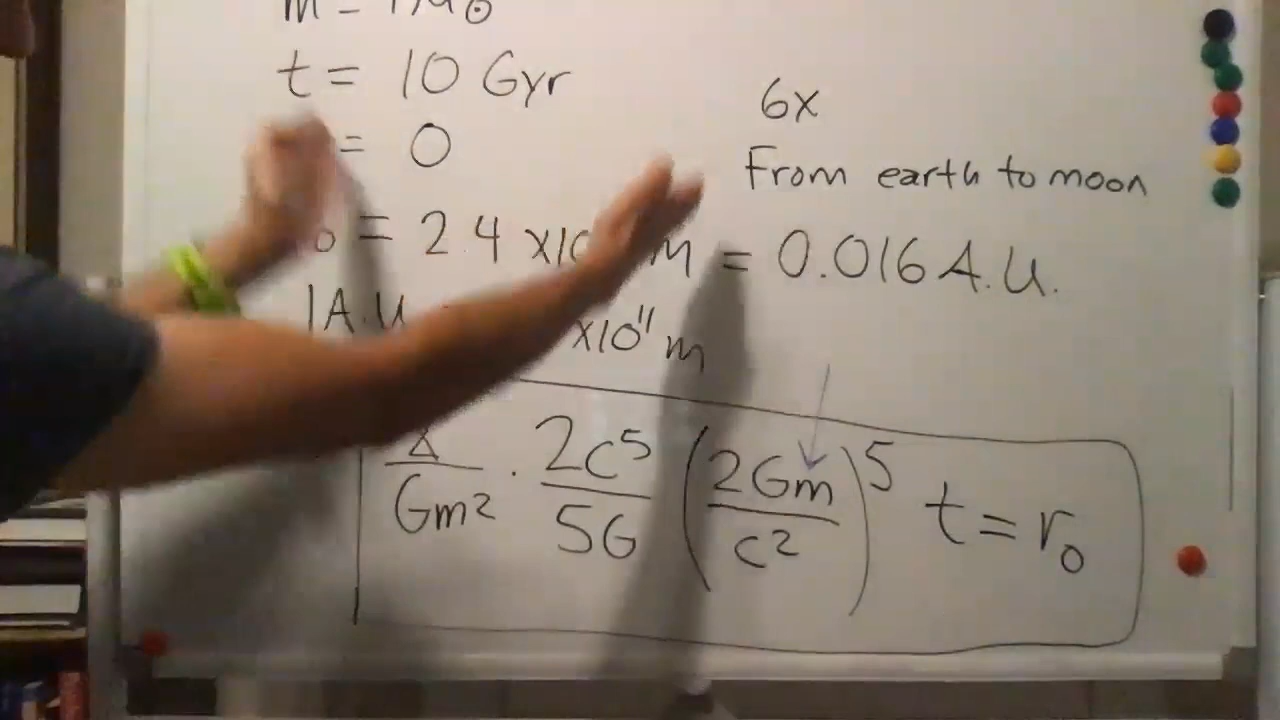 m = 1M⊙
t = 10 Gyr
= 0
6x
From earth to moon
= 2.4 x10 m = 0.016 A.U.
1A.U x10¹¹ m
/Gm² · 2c⁵/5G (2Gm/c²)⁵ t = r₀